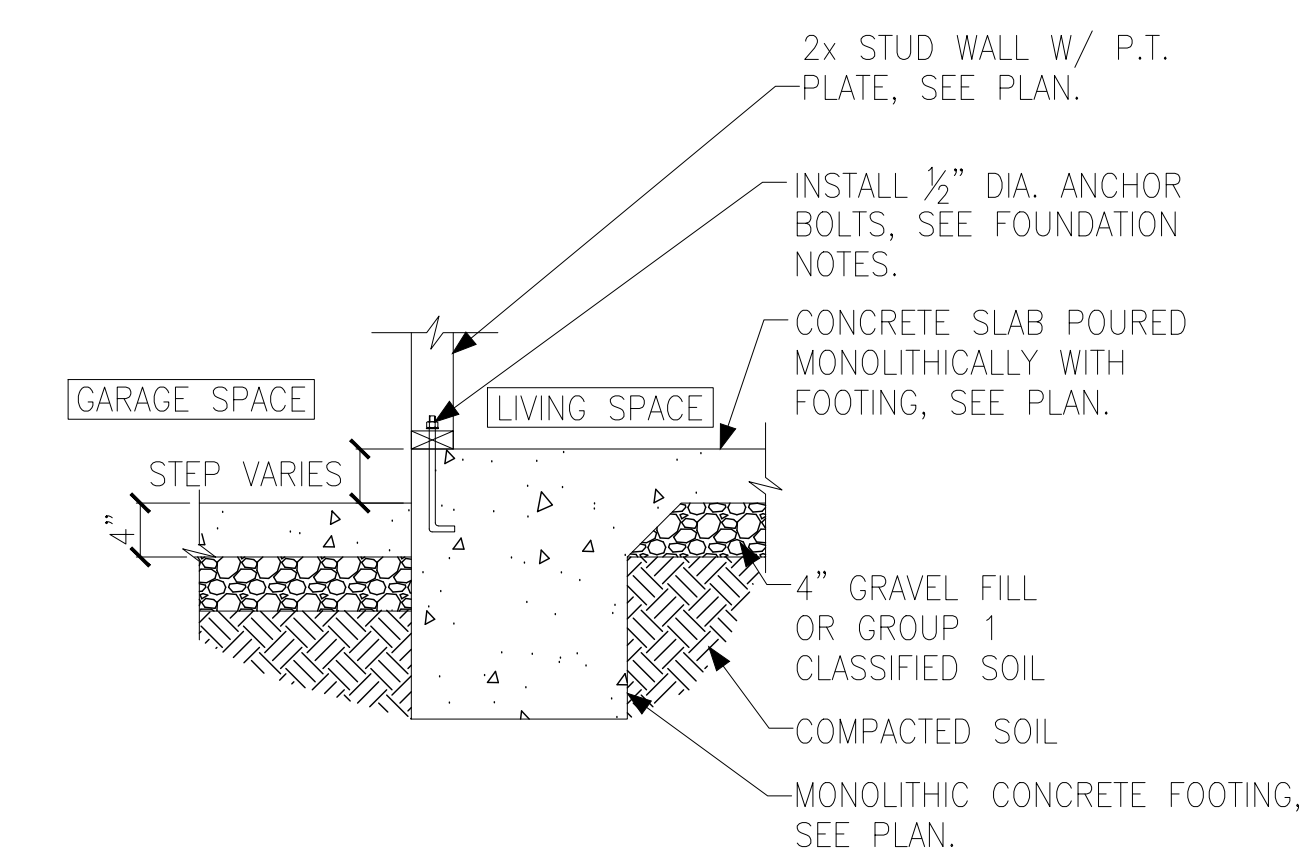 2x STUD WALL W/ P.T.
PLATE, SEE PLAN.
INSTALL ½" DIA. ANCHOR
BOLTS, SEE FOUNDATION
NOTES.
CONCRETE SLAB POURED
MONOLITHICALLY WITH
FOOTING, SEE PLAN.
GARAGE SPACE
LIVING SPACE
STEP VARIES
4"
4" GRAVEL FILL
OR GROUP 1
CLASSIFIED SOIL
COMPACTED SOIL
MONOLITHIC CONCRETE FOOTING,
SEE PLAN.